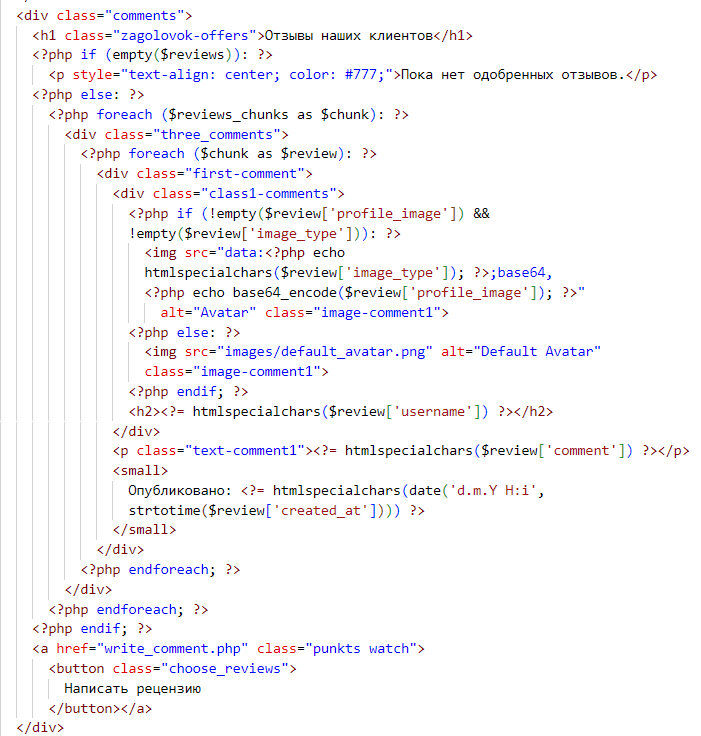 <div class="comments">
<h1 class="zagolovok-offers">Отзывы наших клиентов</h1>
<?php if (empty($reviews)): ?>
<p style="text-align: center; color: #777;">Пока нет одобренных отзывов.</p>
<?php else: ?>
<?php foreach ($reviews_chunks as $chunk): ?>
<div class="three_comments">
<?php foreach ($chunk as $review): ?>
<div class="first-comment">
<div class="class1-comments">
<?php if (!empty($review['profile_image']) &&
!empty($review['image_type'])): ?>
<img src="data:<?php echo
htmlspecialchars($review['image_type']); ?>;base64,
<?php echo base64_encode($review['profile_image']); ?>"
alt="Avatar" class="image-comment1">
<?php else: ?>
<img src="images/default_avatar.png" alt="Default Avatar"
class="image-comment1">
<?php endif; ?>
<h2><?= htmlspecialchars($review['username']) ?></h2>
</div>
<p class="text-comment1"><?= htmlspecialchars($review['comment']) ?></p>
<small>
Опубликовано: <?= htmlspecialchars(date('d.m.Y H:i',
strtotime($review['created_at']))) ?>
</small>
</div>
<?php endforeach; ?>
</div>
<?php endforeach; ?>
<?php endif; ?>
<a href="write_comment.php" class="punkts watch">
<button class="choose_reviews">
Написать рецензию
</button></a>
</div>